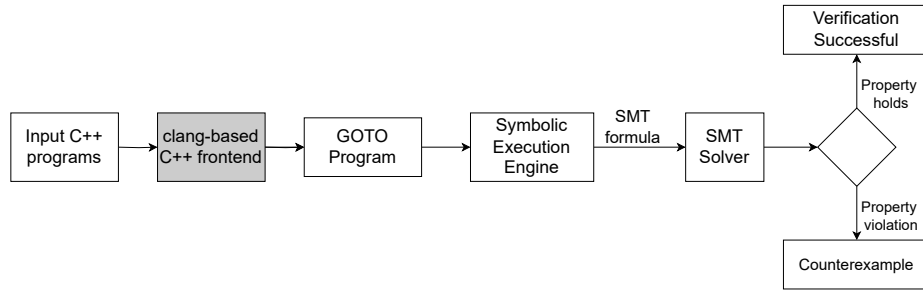 Input C++
programs
clang-based
C++ frontend
GOTO
Program
Symbolic
Execution
Engine
SMT
formula
SMT
Solver
Verification
Successful
Property
holds
Property
violation
Counterexample